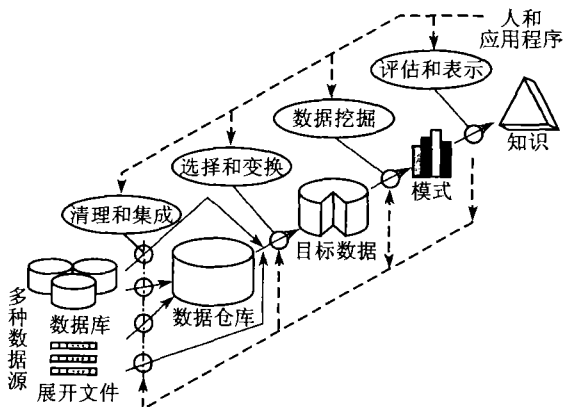 人和
应用程序
评估和表示
知识
数据挖掘
模式
选择和变换
目标数据
清理和集成
数据仓库
多种数据源
数据库
展开文件